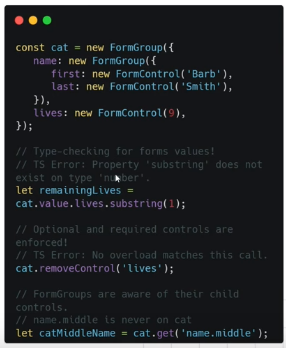 const cat = new FormGroup({
name: new FormGroup({
first: new FormControl('Barb'),
last: new FormControl('Smith'),
}),
lives: new FormControl(9),
});
// Type-checking for forms values!
// TS Error: Property 'substring' does not
exist on type 'number'.
let remainingLives =
cat.value.lives.substring(1);
// Optional and required controls are
enforced!
// TS Error: No overload matches this call.
cat.removeControl('lives');
// FormGroups are aware of their child
controls.
// name.middle is never on cat
let catMiddleName = cat.get('name.middle');